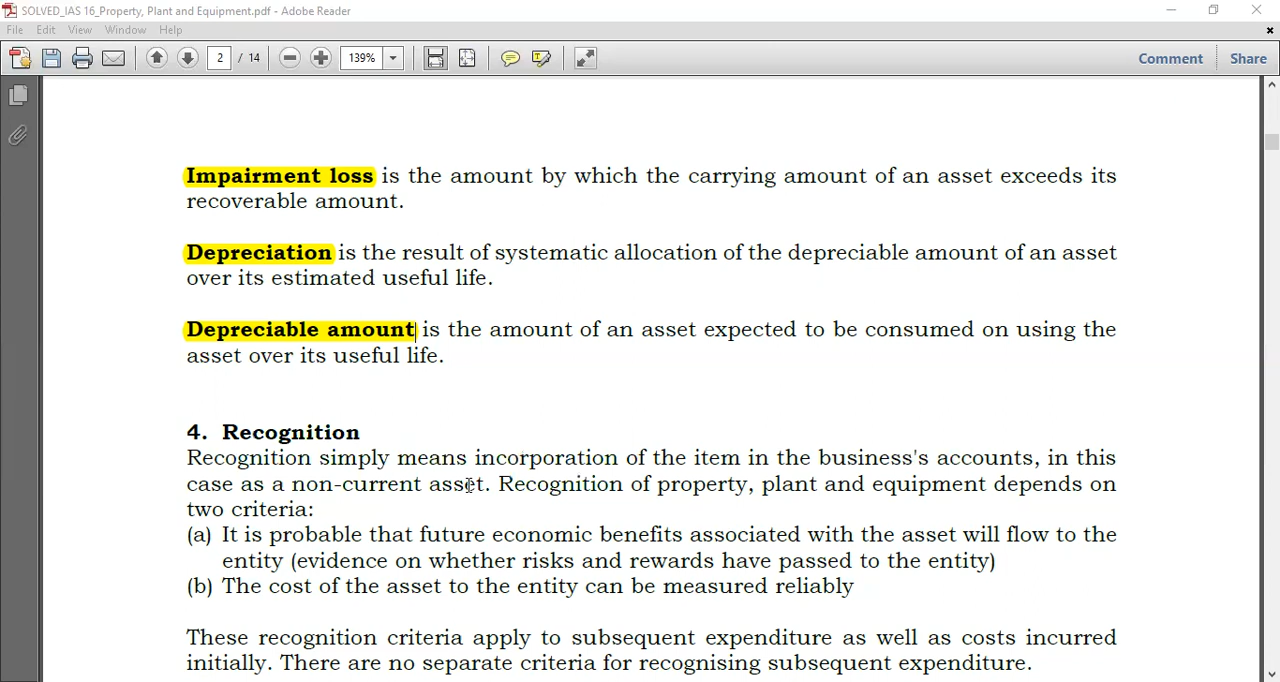 SOLVED_IAS 16_Property, Plant and Equipment.pdf - Adobe Reader
File Edit View Window Help
2 / 14 139% Comment Share
Impairment loss is the amount by which the carrying amount of an asset exceeds its
recoverable amount.
Depreciation is the result of systematic allocation of the depreciable amount of an asset
over its estimated useful life.
Depreciable amount is the amount of an asset expected to be consumed on using the
asset over its useful life.
4. Recognition
Recognition simply means incorporation of the item in the business's accounts, in this
case as a non-current asset. Recognition of property, plant and equipment depends on
two criteria:
(a) It is probable that future economic benefits associated with the asset will flow to the
entity (evidence on whether risks and rewards have passed to the entity)
(b) The cost of the asset to the entity can be measured reliably
These recognition criteria apply to subsequent expenditure as well as costs incurred
initially. There are no separate criteria for recognising subsequent expenditure.